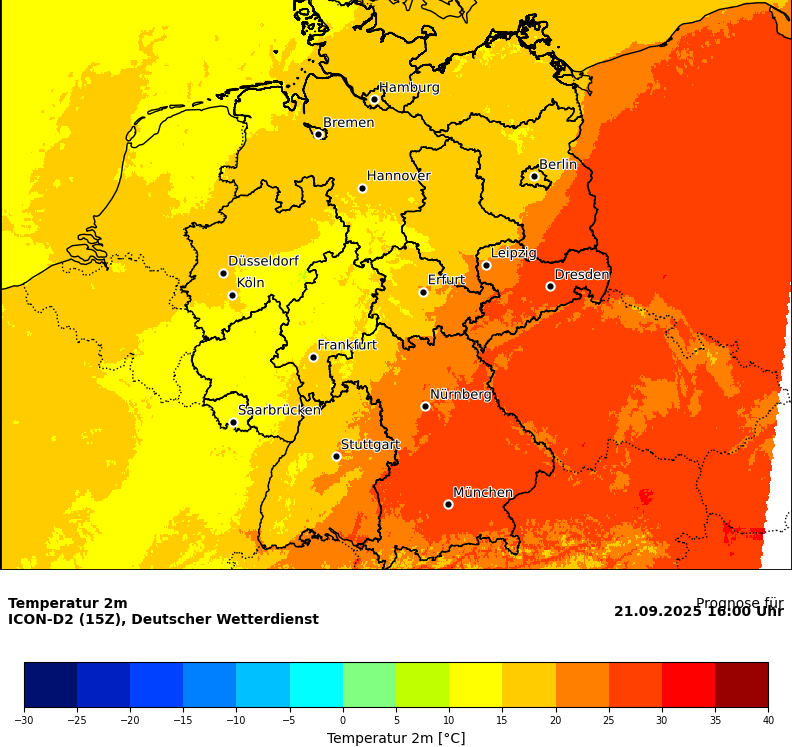 Hamburg
Bremen
Berlin
Hannover
Leipzig
Düsseldorf
Dresden
Köln
Erfurt
Frankfurt
Nürnberg
Saarbrücken
Stuttgart
München
Temperatur 2m
Prognose für
ICON-D2 (15Z), Deutscher Wetterdienst
21.09.2025 16:00 Uhr
−30 −25 −20 −15 −10 −5 0 5 10 15 20 25 30 35 40
Temperatur 2m [°C]